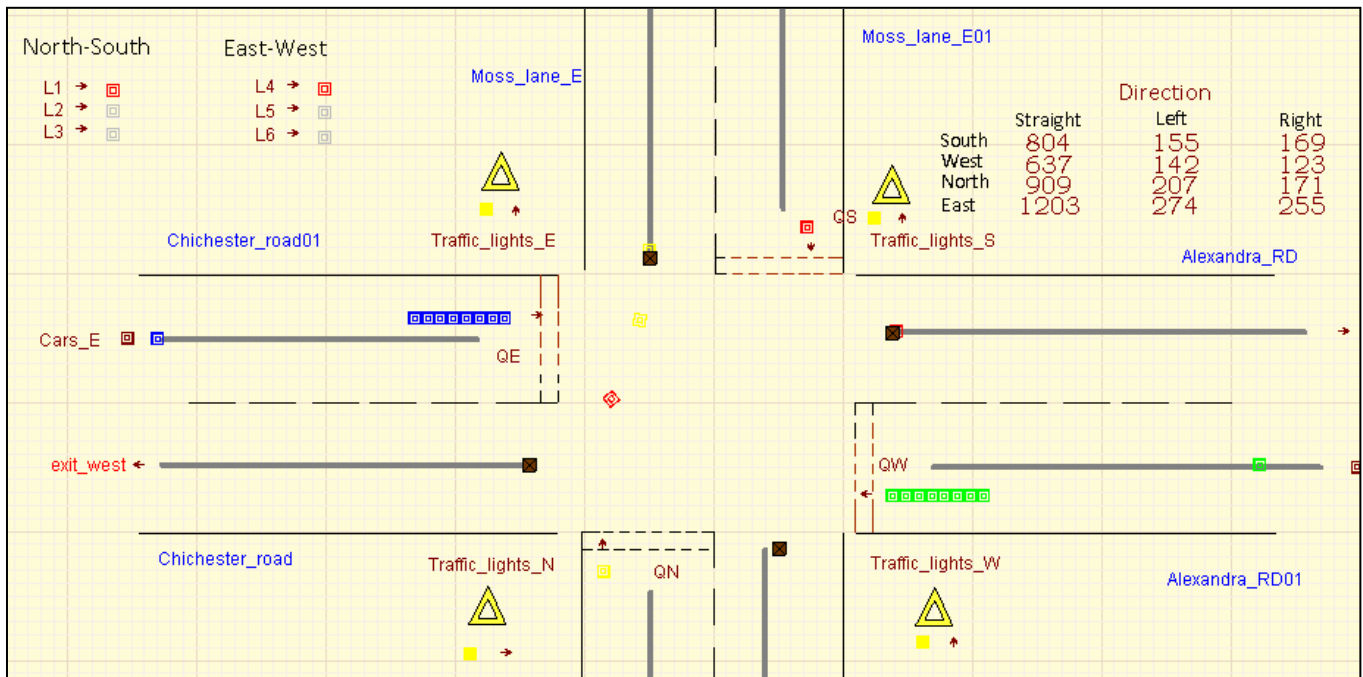 North-South East-West
L1 L4
L2 L5
L3 L6
Moss_lane_E
Moss_lane_E01
Direction
Straight Left Right
South 804 155 169
West 637 142 123
North 909 207 171
East 1203 274 255
Chichester_road01
Traffic_lights_E
QS
Traffic_lights_S
Alexandra_RD
Cars_E
QE
exit_west
QW
Chichester_road
Traffic_lights_N
QN
Traffic_lights_W
Alexandra_RD01